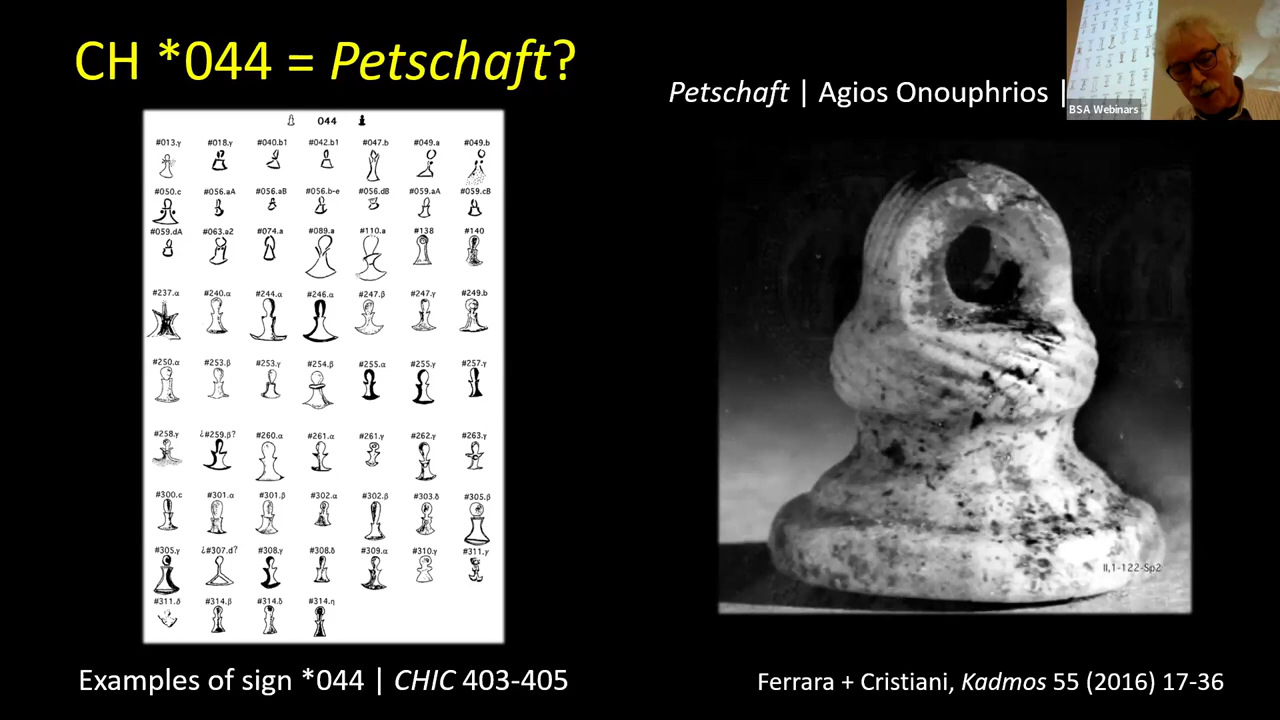 CH *044 = Petschaft?
Petschaft | Agios Onouphrios |
BSA Webinars
044
#013.γ #018.γ #040.b1 #042.b1 #047.b #049.a #049.b
#050.c #056.aA #056.aB #056.b-e #056.dB #059.aA #059.cB
#059.dA #063.a2 #074.a #089.a #110.a #138 #140
#237.α #240.α #244.α #246.α #247.β #247.γ #249.b
#250.α #253.β #253.γ #254.β #255.α #255.γ #257.γ
#258.γ ¿#259.β? #260.α #261.α #261.γ #262.γ #263.γ
#300.c #301.α #301.β #302.α #302.β #303.δ #305.β
#305.γ ¿#307.d? #308.γ #308.δ #309.α #310.γ #311.γ
#311.δ #314.β #314.δ #314.η
II,1-122-Sp2
Examples of sign *044 | CHIC 403-405
Ferrara + Cristiani, Kadmos 55 (2016) 17-36